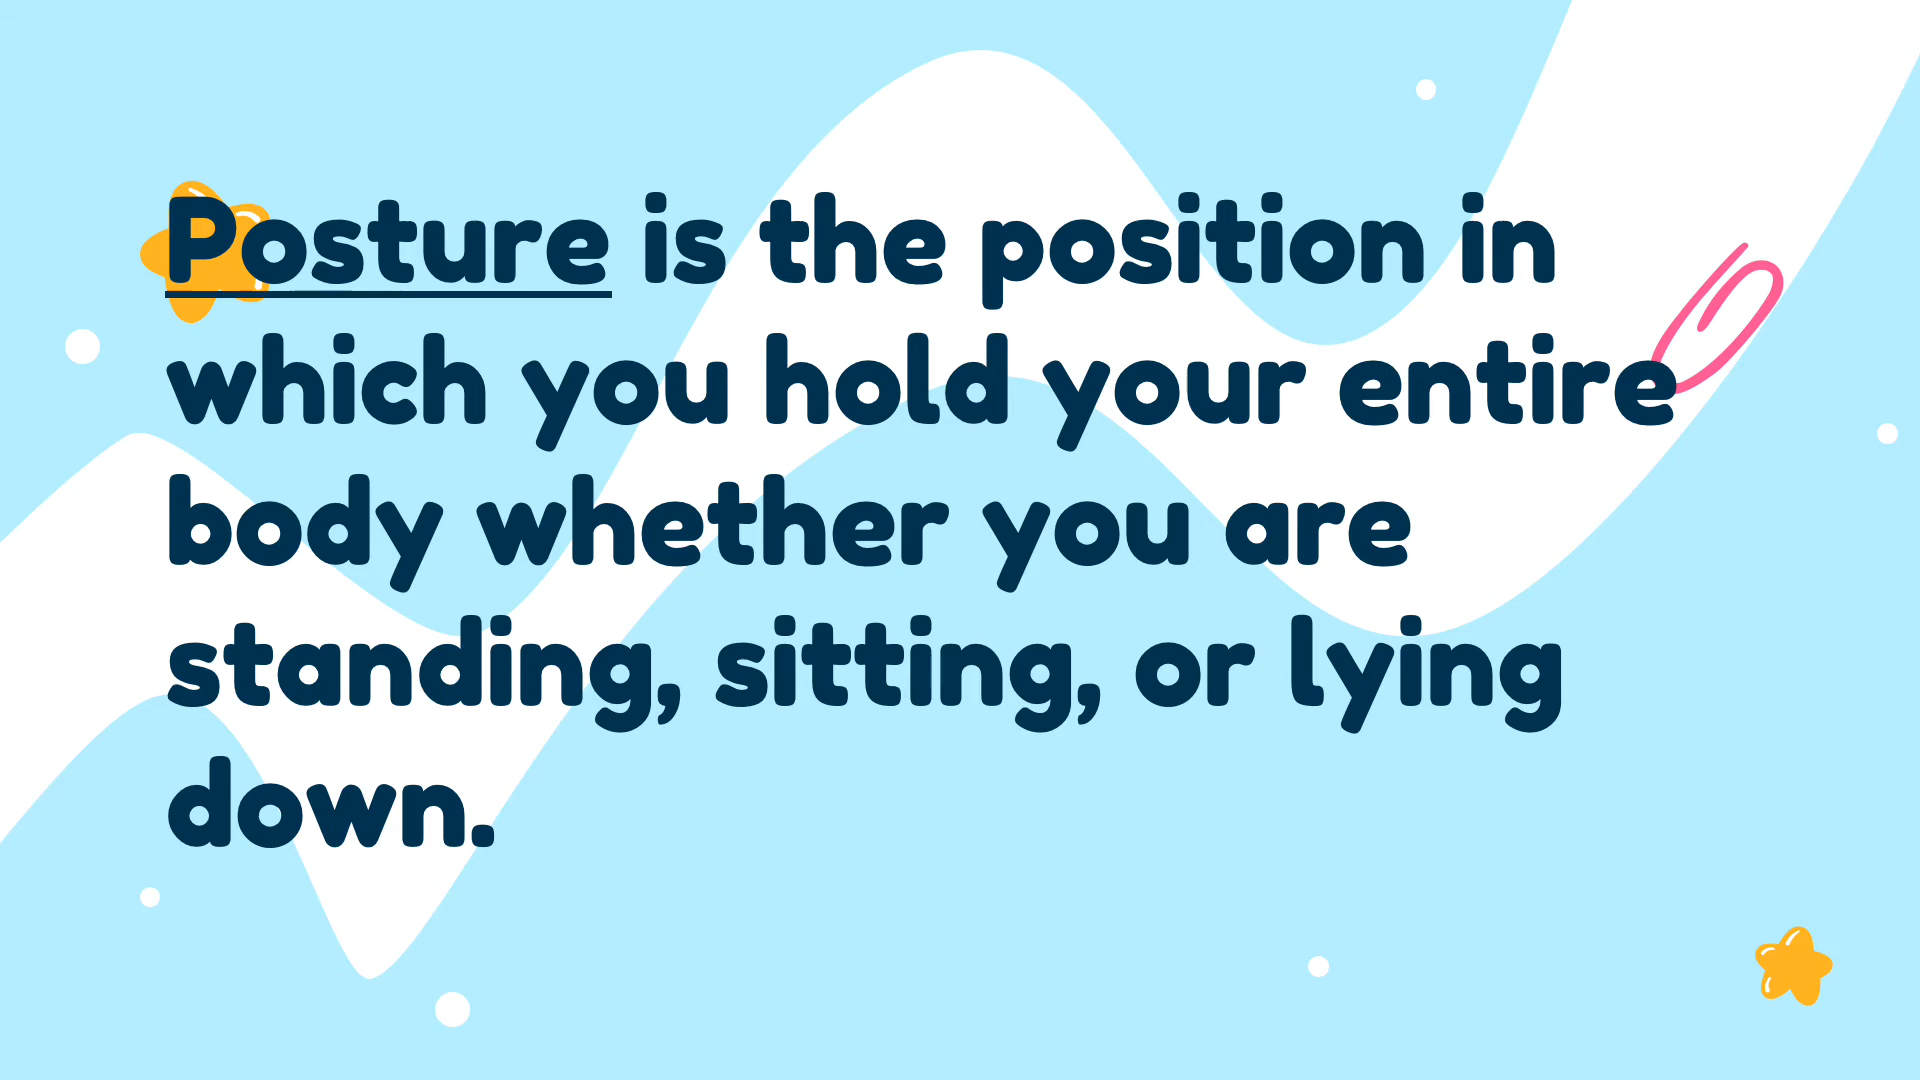 Posture is the position in
which you hold your entire
body whether you are
standing, sitting, or lying
down.